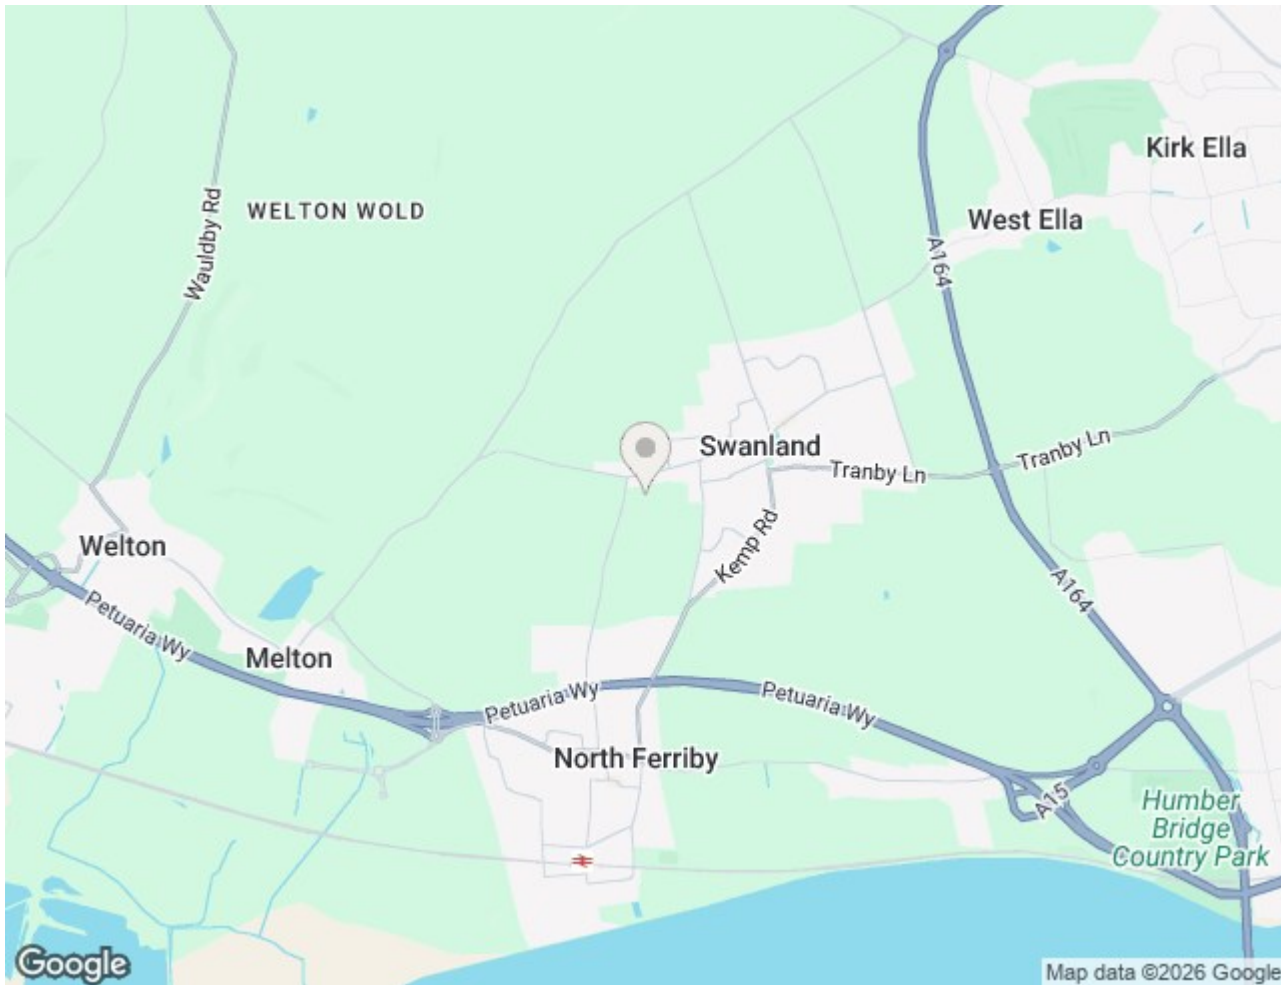 Kirk Ella
WELTON WOLD
Wauldby Rd
West Ella
A164
Swanland
Tranby Ln
Tranby Ln
Kemp Rd
Welton
Petuaria Wy
Melton
A164
Petuaria Wy
Petuaria Wy
North Ferriby
A15
Humber
Bridge
Country Park
Google
Map data ©2026 Google